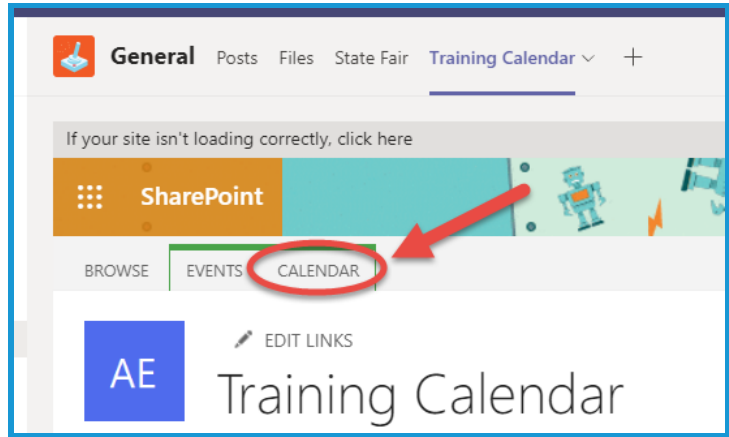 General Posts Files State Fair Training Calendar
If your site isn't loading correctly, click here
SharePoint
BROWSE EVENTS CALENDAR
EDIT LINKS
AE
Training Calendar